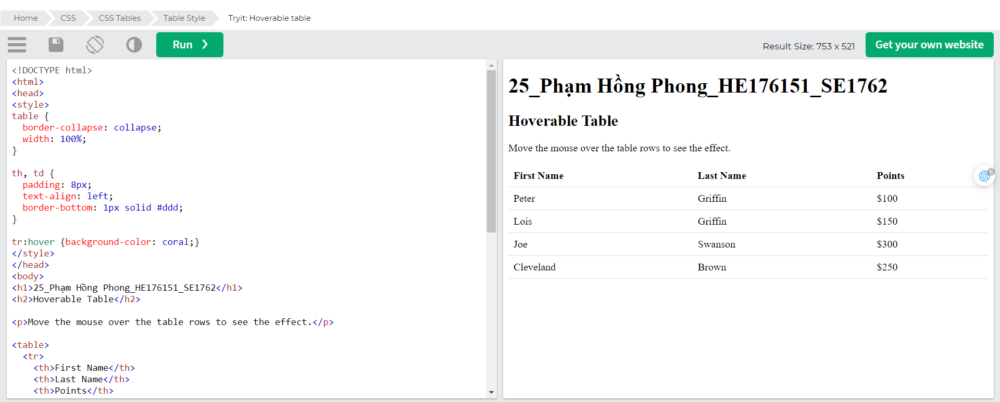 Home CSS CSS Tables Table Style Tryit: Hoverable table
Run ❯
Result Size: 753 x 521
Get your own website
<!DOCTYPE html>
<html>
<head>
<style>
table {
  border-collapse: collapse;
  width: 100%;
}

th, td {
  padding: 8px;
  text-align: left;
  border-bottom: 1px solid #ddd;
}

tr:hover {background-color: coral;}
</style>
</head>
<body>
<h1>25_Phạm Hồng Phong_HE176151_SE1762</h1>
<h2>Hoverable Table</h2>

<p>Move the mouse over the table rows to see the effect.</p>

<table>
  <tr>
    <th>First Name</th>
    <th>Last Name</th>
    <th>Points</th>
25_Phạm Hồng Phong_HE176151_SE1762
Hoverable Table
Move the mouse over the table rows to see the effect.
First Name Last Name Points
Peter Griffin $100
Lois Griffin $150
Joe Swanson $300
Cleveland Brown $250